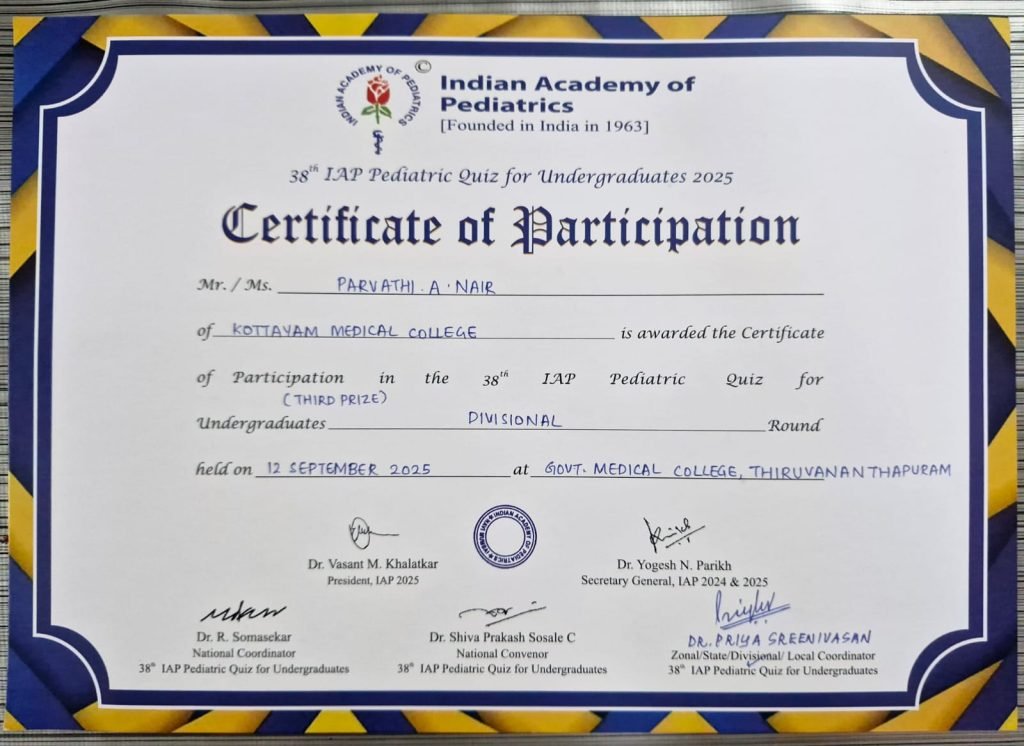 INDIAN ACADEMY OF PEDIATRICS ©
Indian Academy of
Pediatrics
[Founded in India in 1963]
38th IAP Pediatric Quiz for Undergraduates 2025
Certificate of Participation
Mr. / Ms. PARVATHI . A . NAIR
of KOTTAYAM MEDICAL COLLEGE is awarded the Certificate
of Participation in the 38th IAP Pediatric Quiz for
(THIRD PRIZE)
Undergraduates DIVISIONAL Round
held on 12 SEPTEMBER 2025 at GOVT. MEDICAL COLLEGE, THIRUVANANTHAPURAM
INDIAN ACADEMY OF PEDIATRICS
Dr. Vasant M. Khalatkar
President, IAP 2025
Dr. Yogesh N. Parikh
Secretary General, IAP 2024 & 2025
Dr. R. Somasekar
National Coordinator
38th IAP Pediatric Quiz for Undergraduates
Dr. Shiva Prakash Sosale C
National Convenor
38th IAP Pediatric Quiz for Undergraduates
DR. PRIYA SREENIVASAN
Zonal/State/Divisional/ Local Coordinator
38th IAP Pediatric Quiz for Undergraduates